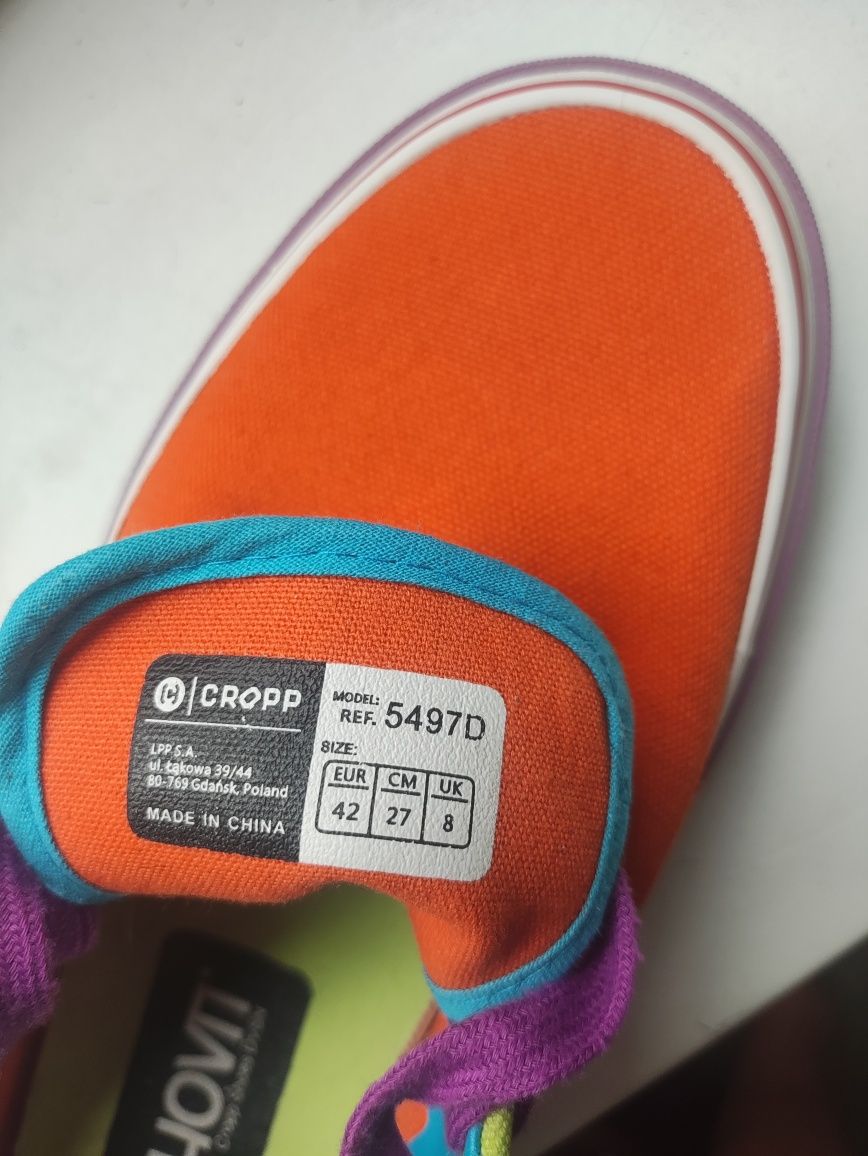 CROPP
LPP S.A.
ul. Łąkowa 39/44
80-769 Gdańsk, Poland
MADE IN CHINA
MODEL:
REF. 5497D
SIZE:
EUR CM UK
42 27 8